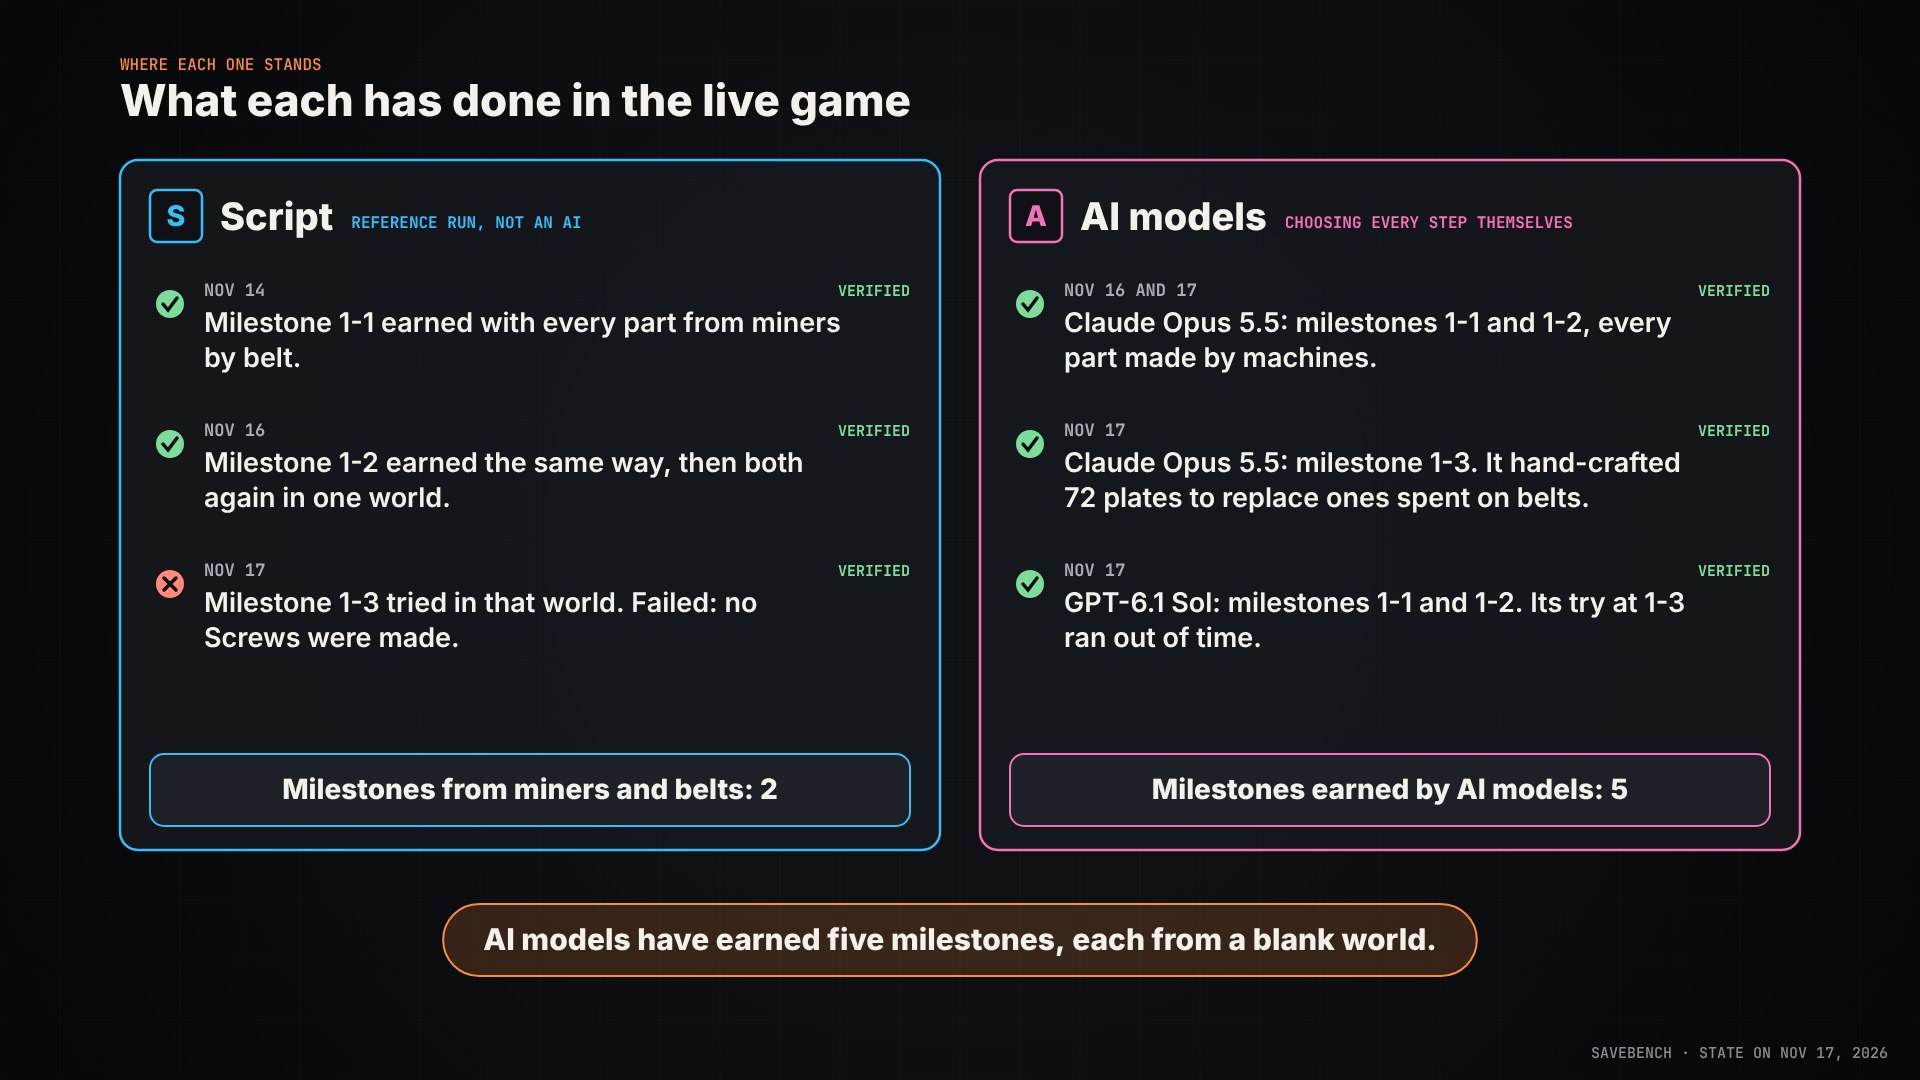 WHERE EACH ONE STANDS
What each has done in the live game
S
Script
REFERENCE RUN, NOT AN AI
NOV 14
VERIFIED
Milestone 1-1 earned with every part from miners
by belt.
NOV 16
VERIFIED
Milestone 1-2 earned the same way, then both
again in one world.
NOV 17
VERIFIED
Milestone 1-3 tried in that world. Failed: no
Screws were made.
Milestones from miners and belts: 2
A
AI models
CHOOSING EVERY STEP THEMSELVES
NOV 16 AND 17
VERIFIED
Claude Opus 5.5: milestones 1-1 and 1-2, every
part made by machines.
NOV 17
VERIFIED
Claude Opus 5.5: milestone 1-3. It hand-crafted
72 plates to replace ones spent on belts.
NOV 17
VERIFIED
GPT-6.1 Sol: milestones 1-1 and 1-2. Its try at 1-3
ran out of time.
Milestones earned by AI models: 5
AI models have earned five milestones, each from a blank world.
SAVEBENCH · STATE ON NOV 17, 2026